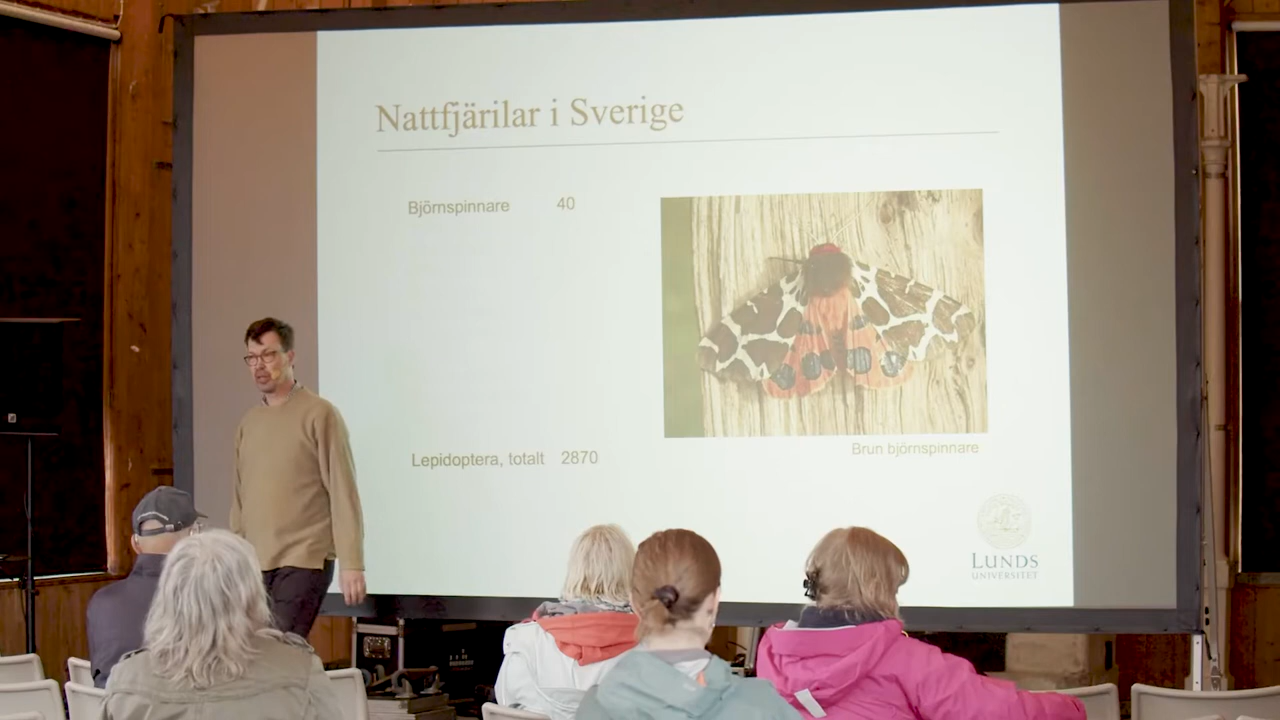 Nattfjärilar i Sverige
Björnspinnare 40
Lepidoptera, totalt 2870
Brun björnspinnare
LUNDS
UNIVERSITET